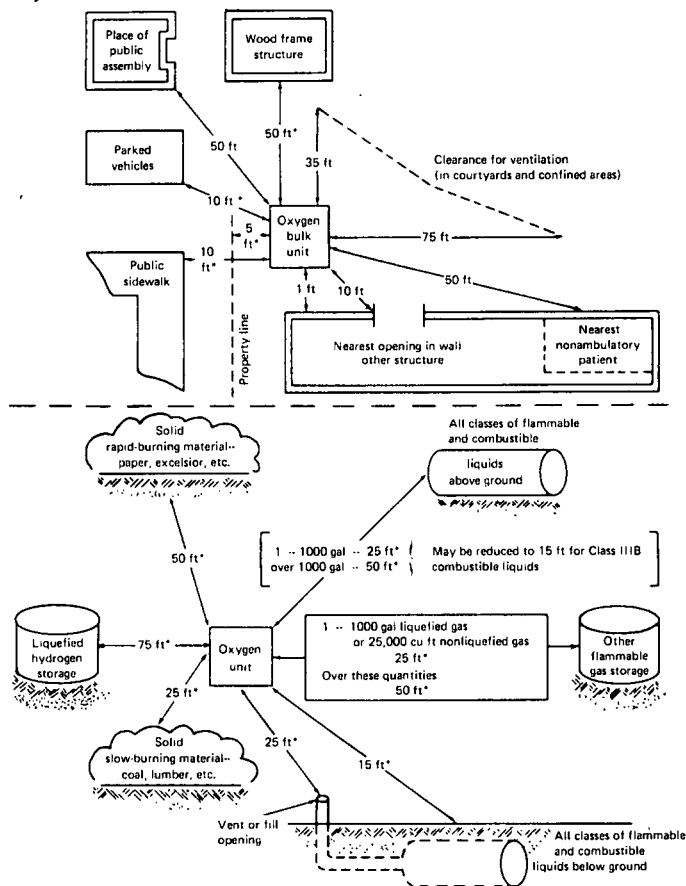 Place of
public
assembly
Wood frame
structure
50 ft
50 ft*
35 ft
Clearance for ventilation
(in courtyards and confined areas)
Parked
vehicles
10 ft*
5
ft*
Oxygen
bulk
unit
75 ft
Public
sidewalk
10
ft*
Property line
1 ft
10 ft
50 ft
Nearest opening in wall
other structure
Nearest
nonambulatory
patient
Solid
rapid-burning material--
paper, excelsior, etc.
All classes of flammable
and combustible
liquids
above ground
50 ft*
1 -- 1000 gal -- 25 ft*
over 1000 gal -- 50 ft*
May be reduced to 15 ft for Class IIIB
combustible liquids
Liquefied
hydrogen
storage
75 ft*
Oxygen
unit
1 -- 1000 gal liquefied gas
or 25,000 cu ft nonliquefied gas
25 ft*
Over these quantities
50 ft*
Other
flammable
gas storage
25 ft*
Solid
slow-burning material--
coal, lumber, etc.
25 ft*
15 ft*
Vent or fill
opening
All classes of flammable
and combustible
liquids below ground